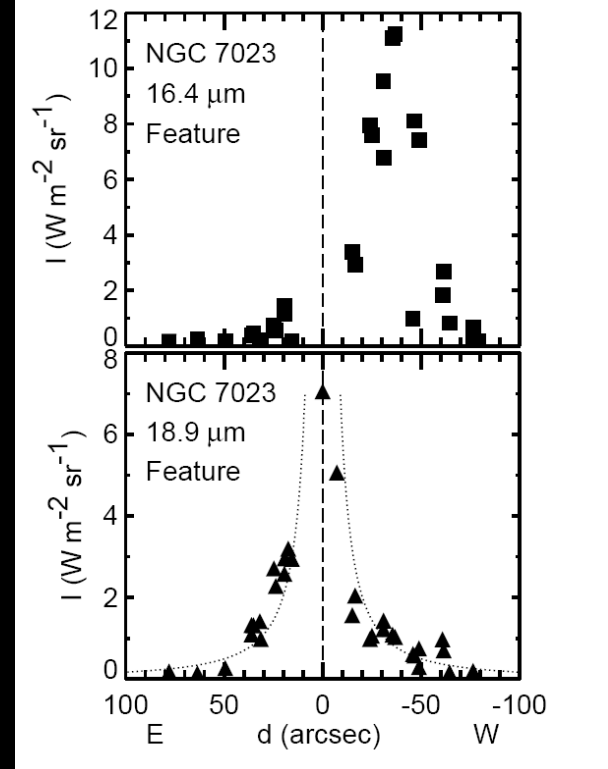 12
NGC 7023
10
16.4 μm
8
Feature
6
4
2
0
I (W m-2 sr-1)
8
NGC 7023
6
18.9 μm
Feature
4
2
0
I (W m-2 sr-1)
100 50 0 -50 -100
E d (arcsec) W